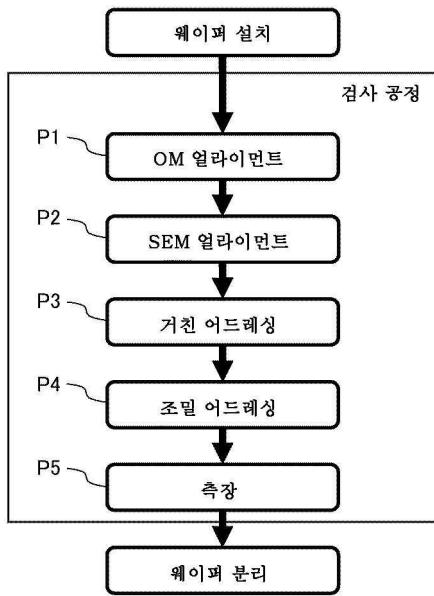 웨이퍼 설치
검사 공정
P1
OM 얼라이먼트
P2
SEM 얼라이먼트
P3
거친 어드레싱
P4
조밀 어드레싱
P5
측장
웨이퍼 분리